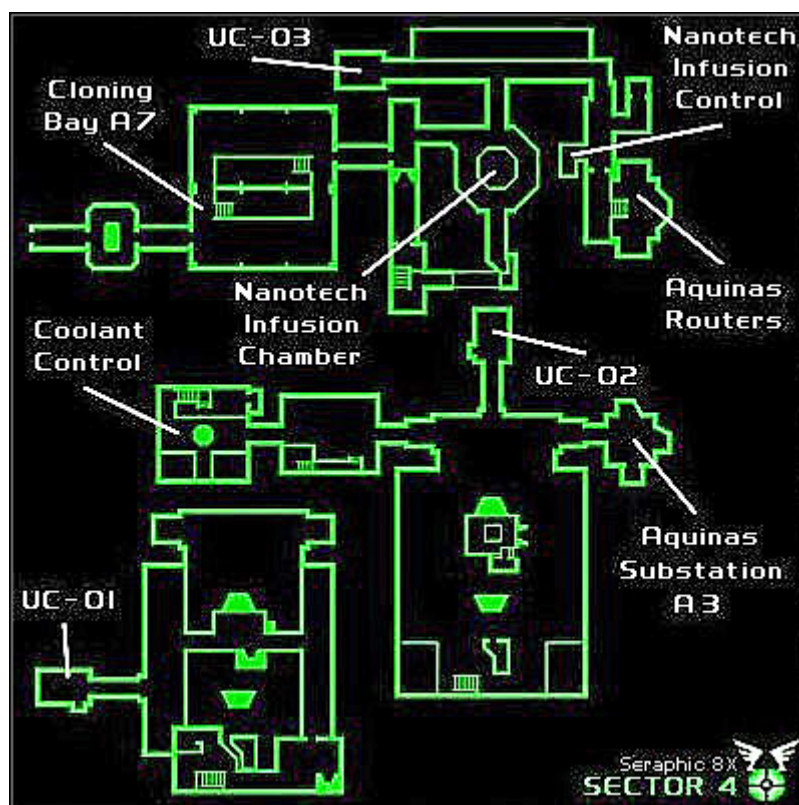 UC-03
Nanotech
Infusion
Control
Cloning
Bay A7
Nanotech
Infusion
Chamber
Aquinas
Routers
Coolant
Control
UC-02
Aquinas
Substation
A3
UC-01
Seraphic 8X
SECTOR 4